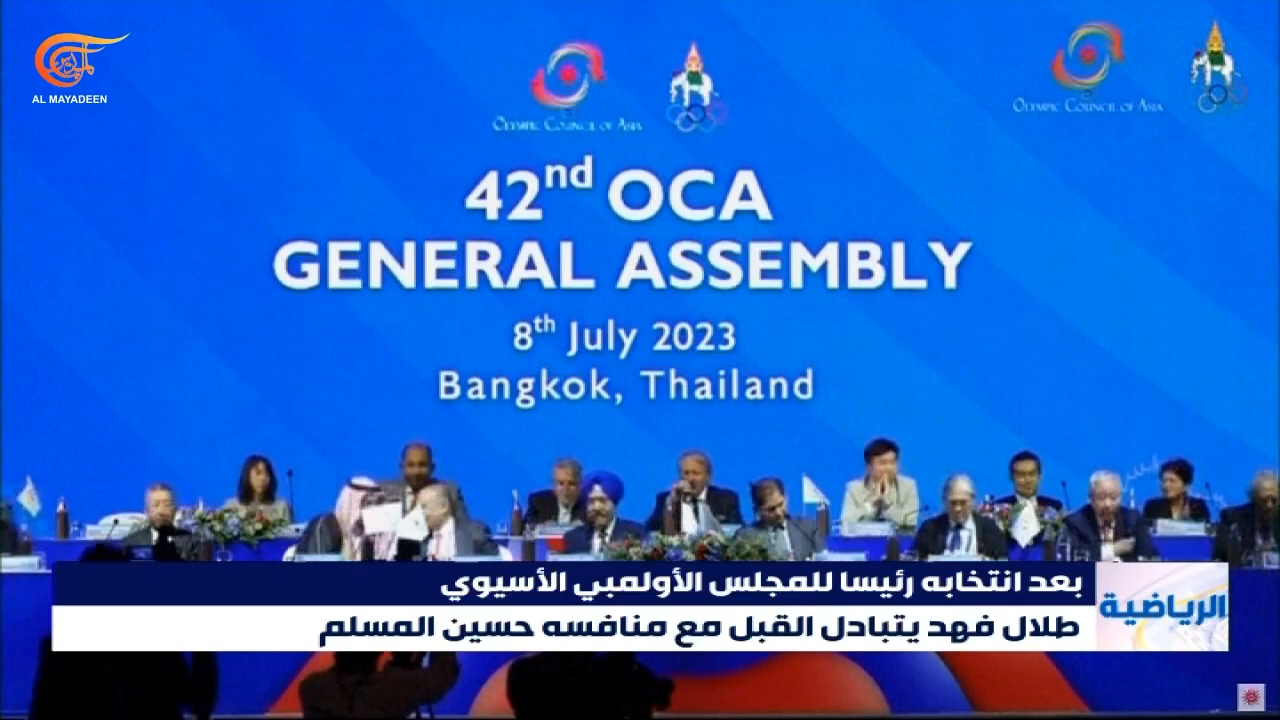 AL MAYADEEN
OLYMPIC COUNCIL OF ASIA
OLYMPIC COUNCIL OF ASIA
42nd OCA
GENERAL ASSEMBLY
8th July 2023
Bangkok, Thailand
بعد انتخابه رئيسا للمجلس الأولمبي الأسيوي
الرياضية
طلال فهد يتبادل القبل مع منافسه حسين المسلم